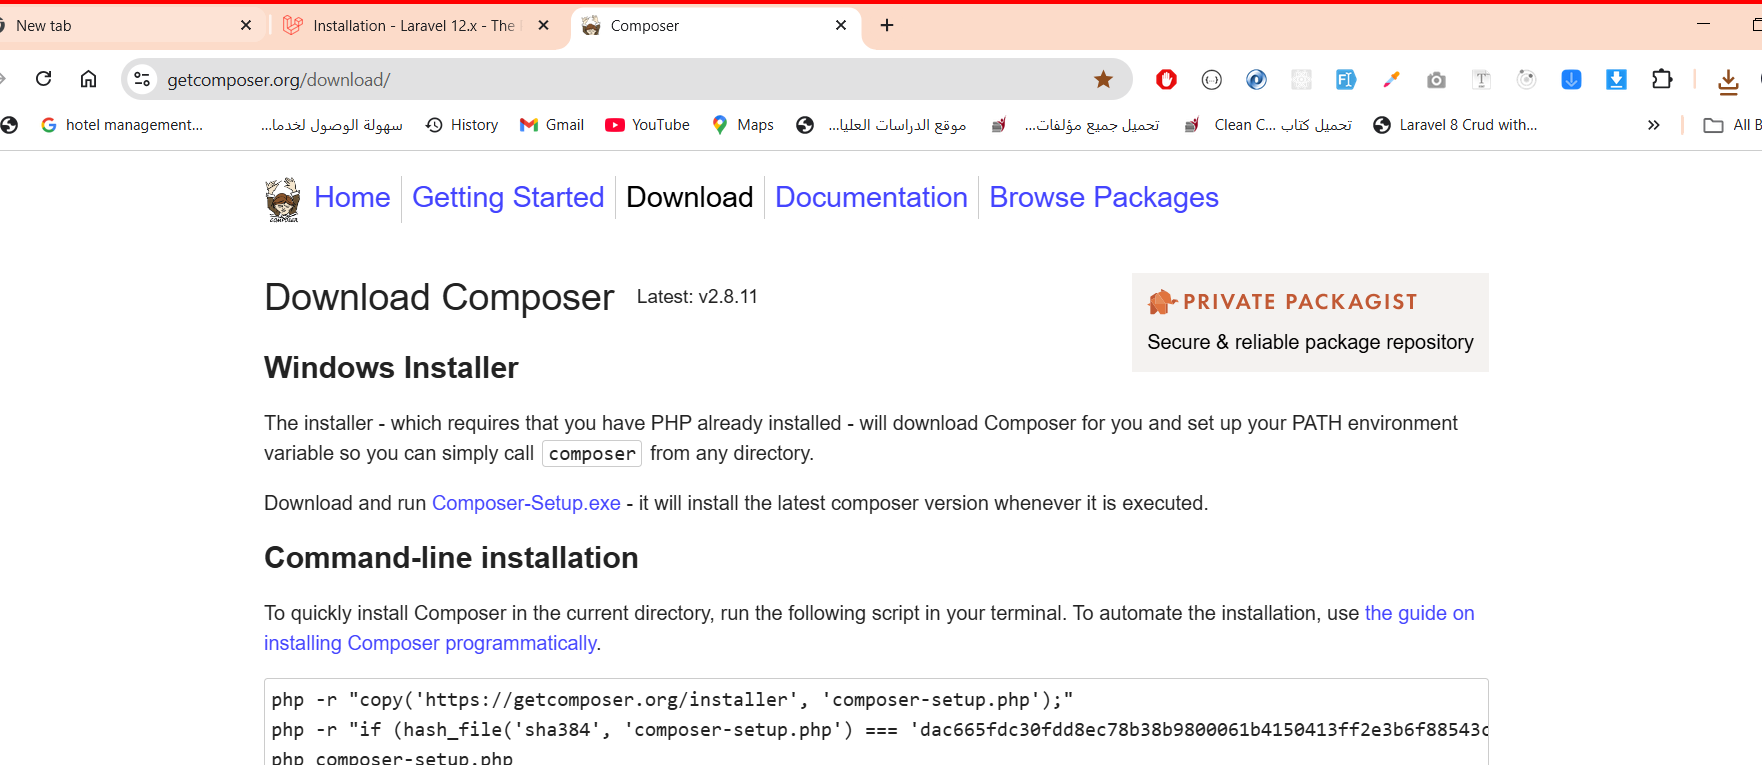 New tab
Installation - Laravel 12.x - The
Composer
getcomposer.org/download/
hotel management...
سهولة الوصول لخدما...
History
Gmail
YouTube
Maps
موقع الدراسات العليا...
تحميل جميع مؤلفات...
تحميل كتاب Clean C...
Laravel 8 Crud with...
All B
COMPOSER
Home
Getting Started
Download
Documentation
Browse Packages
Download Composer Latest: v2.8.11
PRIVATE PACKAGIST
Secure & reliable package repository
Windows Installer
The installer - which requires that you have PHP already installed - will download Composer for you and set up your PATH environment
variable so you can simply call composer from any directory.
Download and run Composer-Setup.exe - it will install the latest composer version whenever it is executed.
Command-line installation
To quickly install Composer in the current directory, run the following script in your terminal. To automate the installation, use the guide on
installing Composer programmatically.
php -r "copy('https://getcomposer.org/installer', 'composer-setup.php');"
php -r "if (hash_file('sha384', 'composer-setup.php') === 'dac665fdc30fdd8ec78b38b9800061b4150413ff2e3b6f88543c
php composer-setup.php